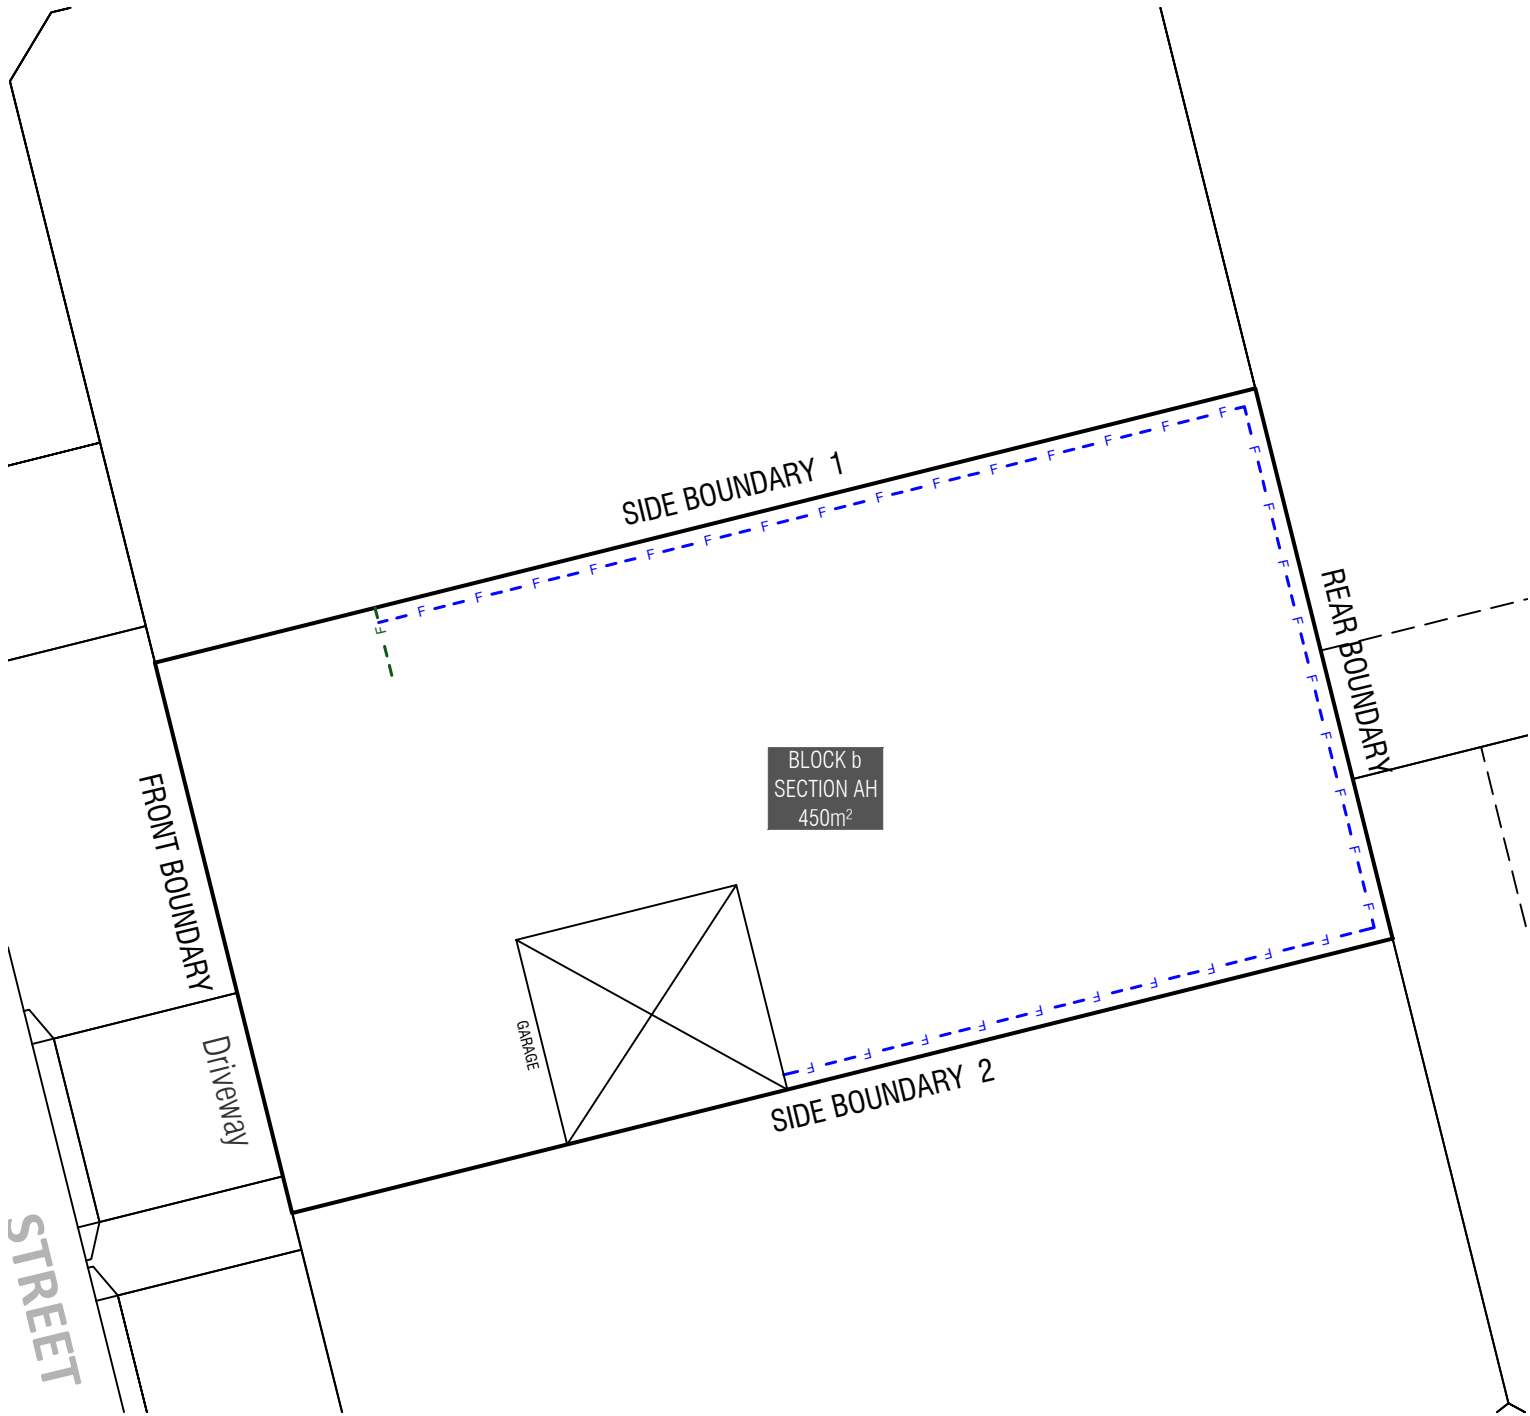 SIDE BOUNDARY 1
REAR BOUNDARY
BLOCK b
SECTION AH
450m²
FRONT BOUNDARY
GARAGE
Driveway
SIDE BOUNDARY 2
STREET
F F F F F F F F F F F F F F F
F
F F F F F F F F F
F F F F F F F F F F